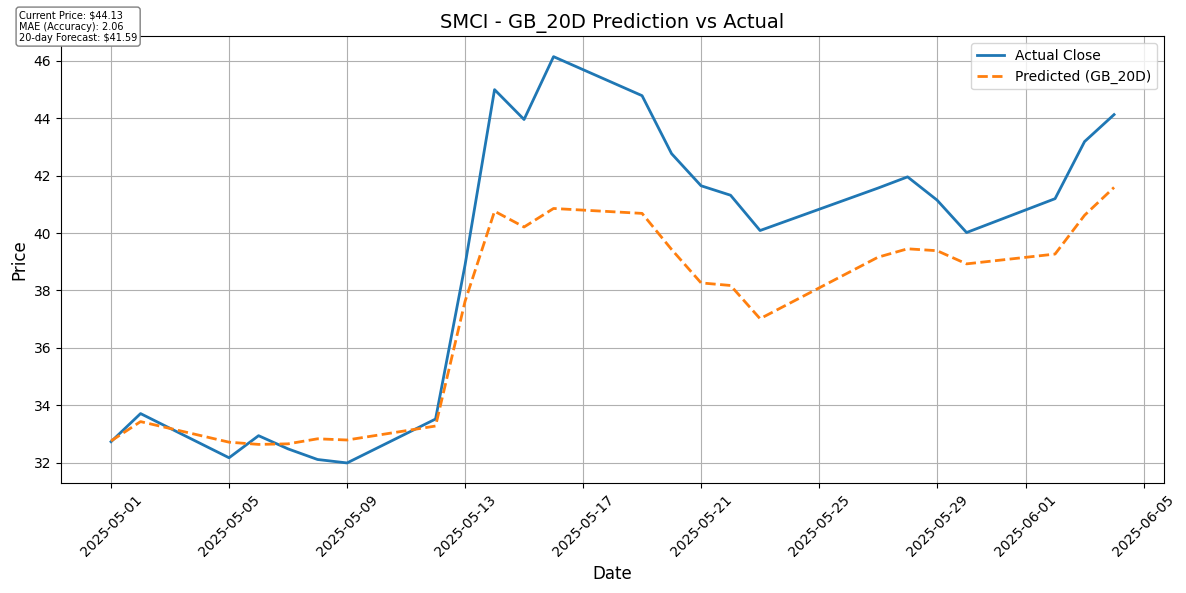 SMCI - GB_20D Prediction vs Actual
Current Price: $44.13
MAE (Accuracy): 2.06
20-day Forecast: $41.59
Actual Close
Predicted (GB_20D)
Price
46
44
42
40
38
36
34
32
2025-05-01
2025-05-05
2025-05-09
2025-05-13
2025-05-17
2025-05-21
2025-05-25
2025-05-29
2025-06-01
2025-06-05
Date